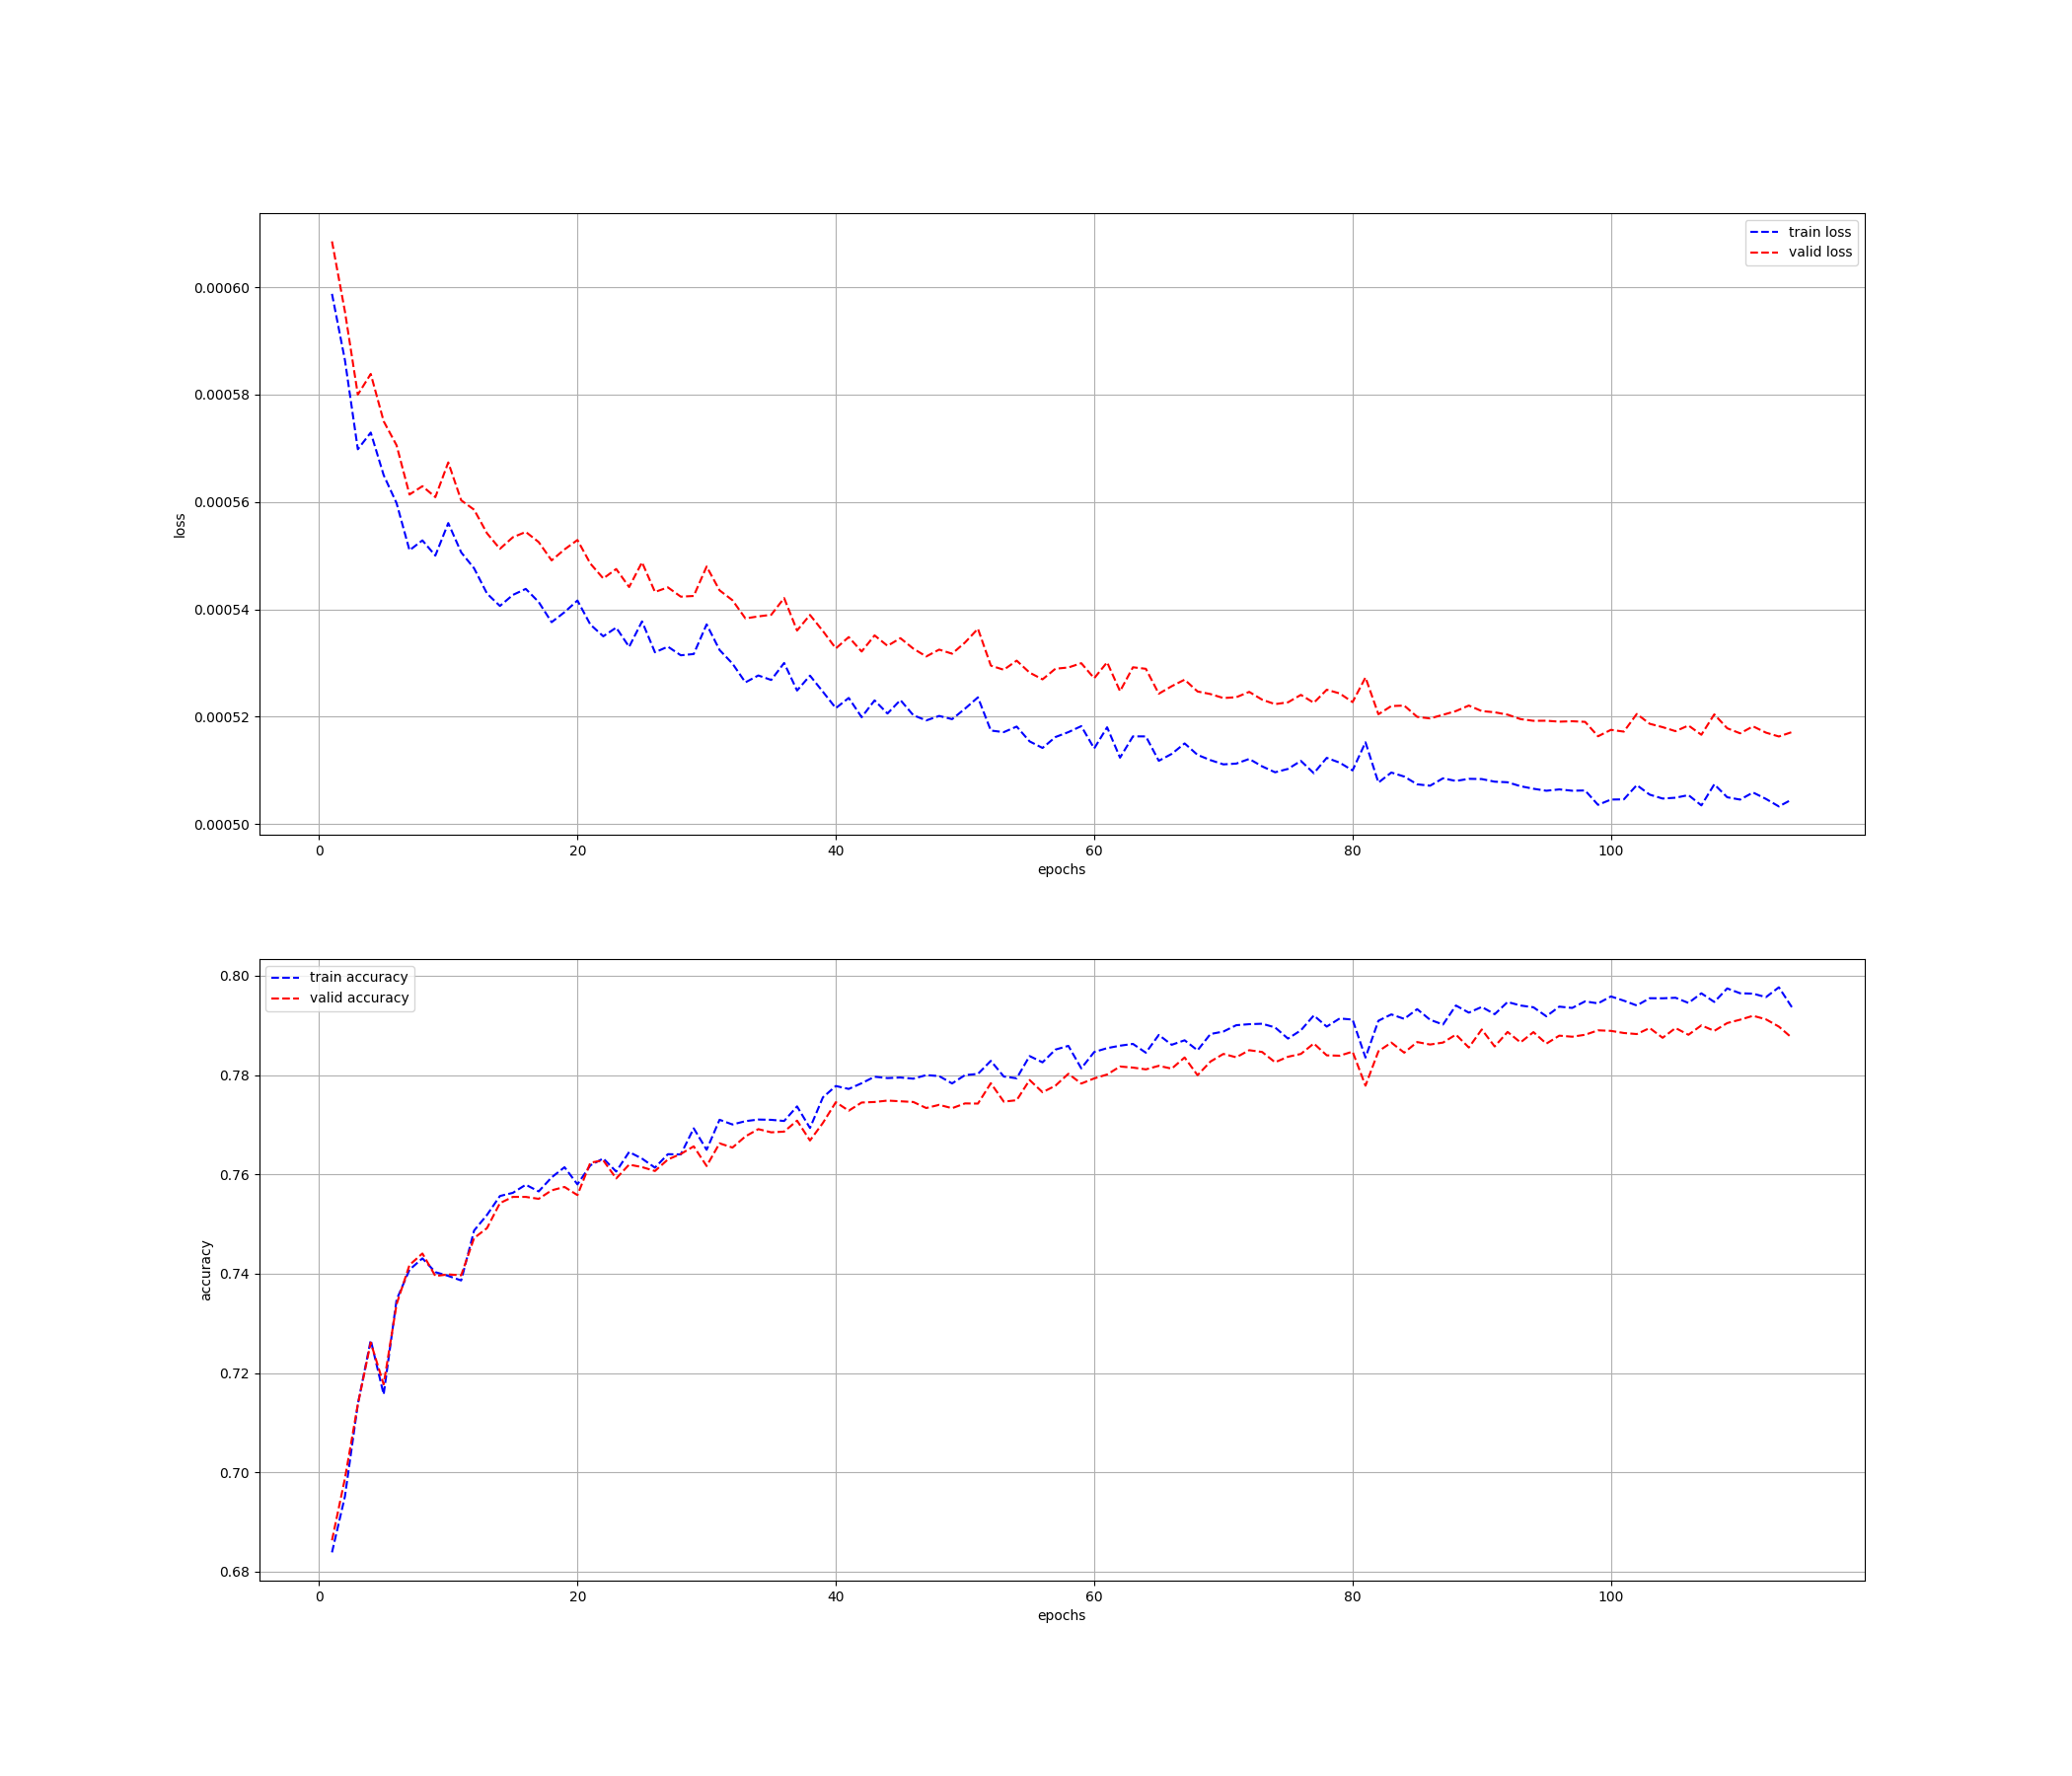 train loss
valid loss
0.00060
0.00058
0.00056
0.00054
0.00052
0.00050
loss
0 20 40 60 80 100
epochs
train accuracy
valid accuracy
0.80
0.78
0.76
0.74
0.72
0.70
0.68
accuracy
0 20 40 60 80 100
epochs